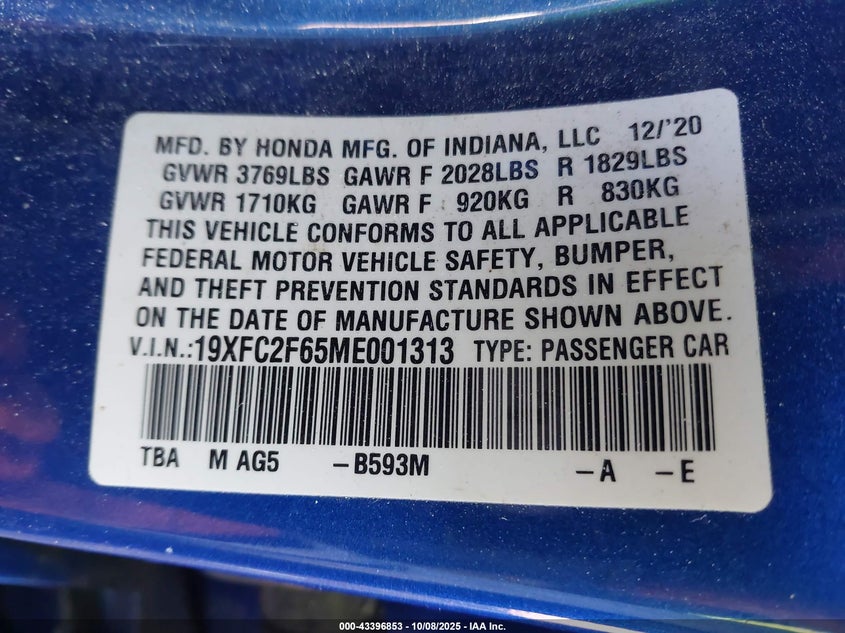 MFD. BY HONDA MFG. OF INDIANA, LLC 12/'20
GVWR 3769LBS GAWR F 2028LBS R 1829LBS
GVWR 1710KG GAWR F 920KG R 830KG
THIS VEHICLE CONFORMS TO ALL APPLICABLE
FEDERAL MOTOR VEHICLE SAFETY, BUMPER,
AND THEFT PREVENTION STANDARDS IN EFFECT
ON THE DATE OF MANUFACTURE SHOWN ABOVE.
V.I.N.:19XFC2F65ME001313 TYPE: PASSENGER CAR
TBA M AG5 -B593M -A -E
000-43396853 - 10/08/2025 - IAA Inc.